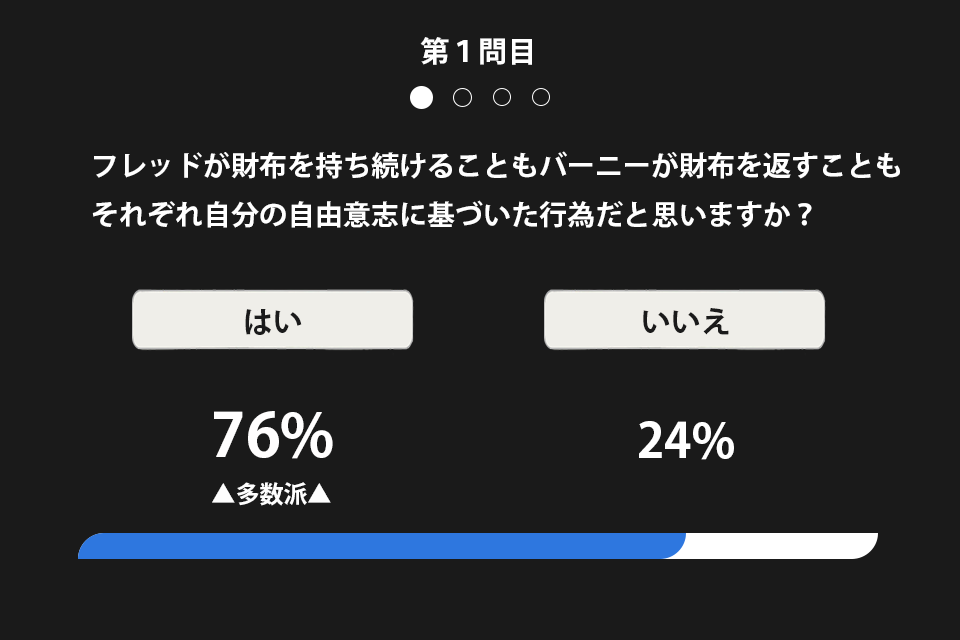 第1問目
フレッドが財布を持ち続けることもバーニーが財布を返すことも
それぞれ自分の自由意志に基づいた行為だと思いますか？
はい
いいえ
76%
24%
▲多数派▲